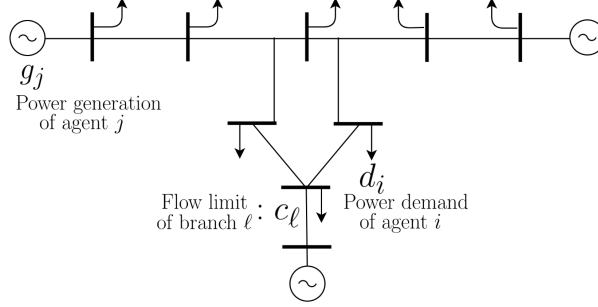 g_j
Power generation
of agent j
d_i
Flow limit
of branch ℓ : c_ℓ
Power demand
of agent i